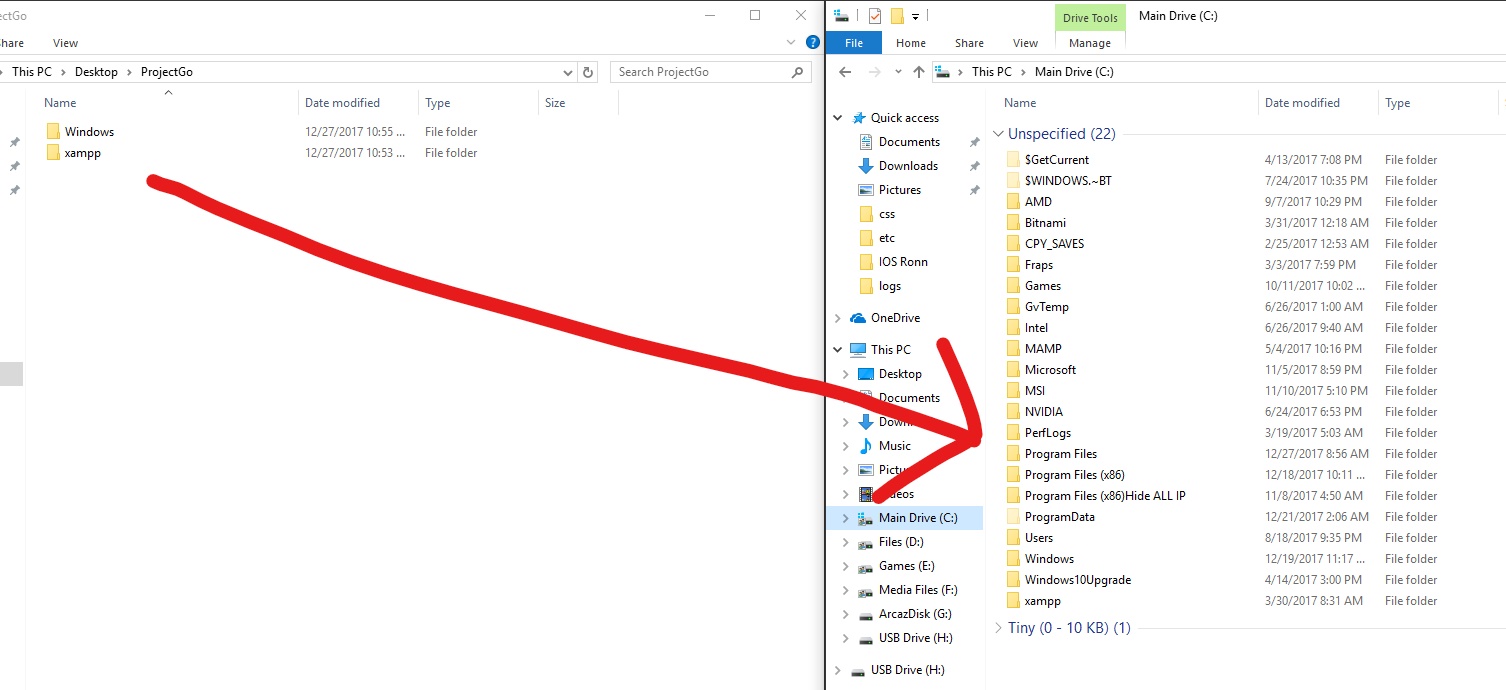 ectGo
hare View
This PC > Desktop > ProjectGo Search ProjectGo
Name Date modified Type Size
Windows 12/27/2017 10:55 ... File folder
xampp 12/27/2017 10:53 ... File folder
Drive Tools Main Drive (C:)
File Home Share View Manage
This PC > Main Drive (C:)
Quick access
Documents
Downloads
Pictures
css
etc
IOS Ronn
logs
OneDrive
This PC
Desktop
Documents
Music
Main Drive (C:)
Files (D:)
Games (E:)
Media Files (F:)
ArcazDisk (G:)
USB Drive (H:)
USB Drive (H:)
Name Date modified Type
Unspecified (22)
$GetCurrent 4/13/2017 7:08 PM File folder
$WINDOWS.~BT 7/24/2017 10:35 PM File folder
AMD 9/7/2017 10:29 PM File folder
Bitnami 3/31/2017 12:18 AM File folder
CPY_SAVES 2/25/2017 12:53 AM File folder
Fraps 3/3/2017 7:59 PM File folder
Games 10/11/2017 10:02 ... File folder
GvTemp 6/26/2017 1:00 AM File folder
Intel 6/26/2017 9:40 AM File folder
MAMP 5/4/2017 10:16 PM File folder
Microsoft 11/5/2017 8:59 PM File folder
MSI 11/10/2017 5:10 PM File folder
NVIDIA 6/24/2017 6:53 PM File folder
PerfLogs 3/19/2017 5:03 AM File folder
Program Files 12/27/2017 8:56 AM File folder
Program Files (x86) 12/18/2017 10:11 ... File folder
Program Files (x86)Hide ALL IP 11/8/2017 4:50 AM File folder
ProgramData 12/21/2017 2:06 AM File folder
Users 8/18/2017 9:35 PM File folder
Windows 12/19/2017 11:17 ... File folder
Windows10Upgrade 4/14/2017 3:00 PM File folder
xampp 3/30/2017 8:31 AM File folder
Tiny (0 - 10 KB) (1)